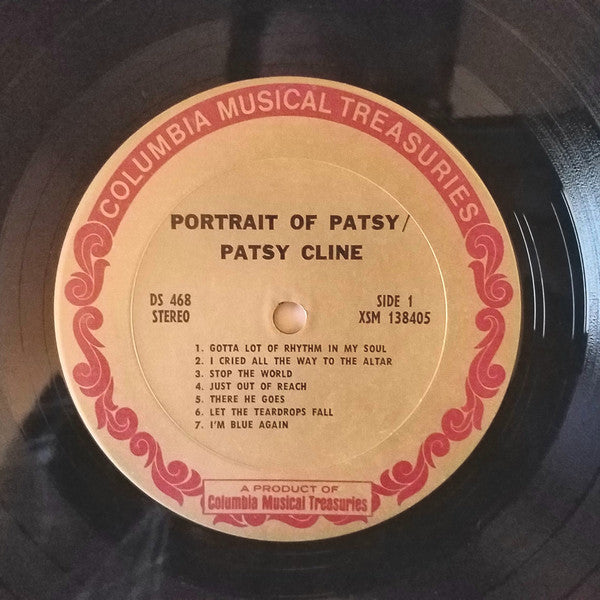 COLUMBIA MUSICAL TREASURIES
PORTRAIT OF PATSY/
PATSY CLINE
DS 468
STEREO
SIDE 1
XSM 138405
1. GOTTA LOT OF RHYTHM IN MY SOUL
2. I CRIED ALL THE WAY TO THE ALTAR
3. STOP THE WORLD
4. JUST OUT OF REACH
5. THERE HE GOES
6. LET THE TEARDROPS FALL
7. I'M BLUE AGAIN
A PRODUCT OF
Columbia Musical Treasuries